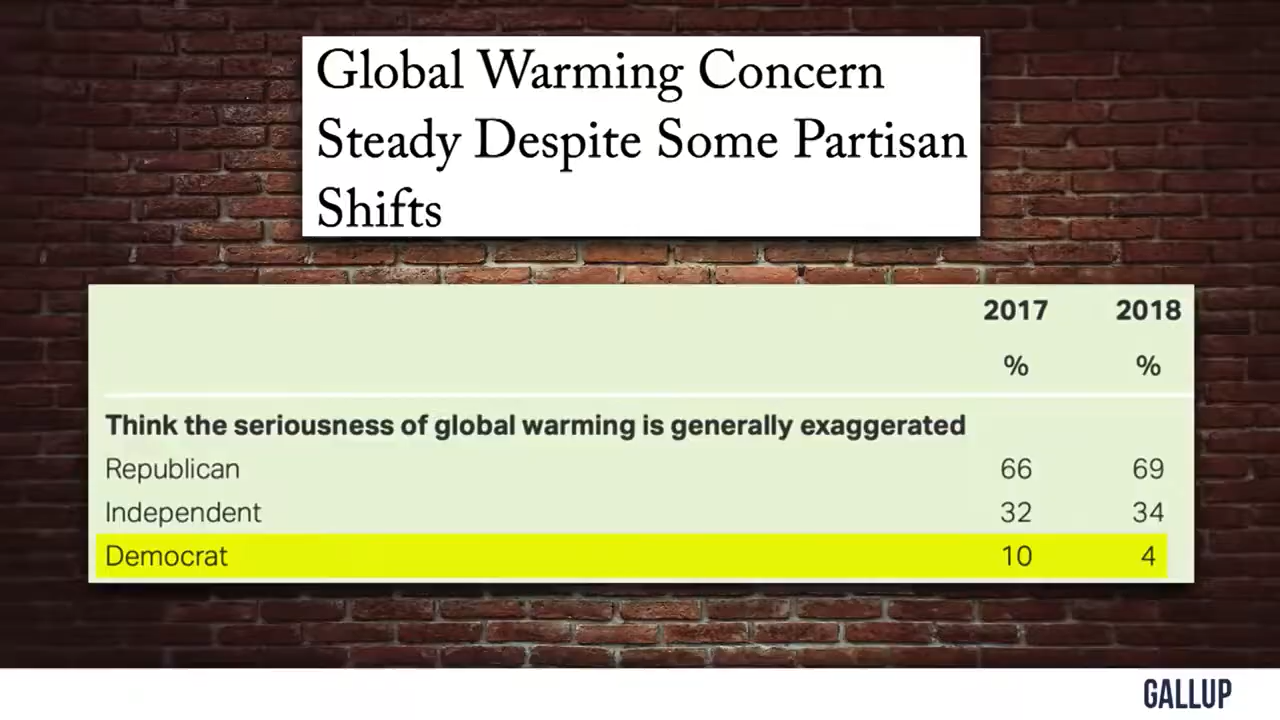 Global Warming Concern
Steady Despite Some Partisan
Shifts
2017 2018
% %
Think the seriousness of global warming is generally exaggerated
Republican 66 69
Independent 32 34
Democrat 10 4
GALLUP